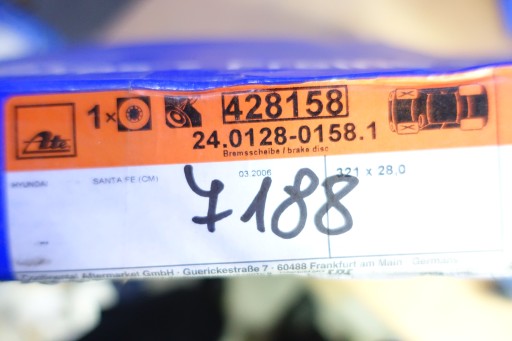 Ate
1× 428158
24.0128-0158.1
Bremsscheibe / brake disc
HYUNDAI SANTA FE (CM) 03.2006 321 x 28,0
7188
Continental Aftermarket GmbH · Guerickestraße 7 · 60488 Frankfurt am Main · Germany